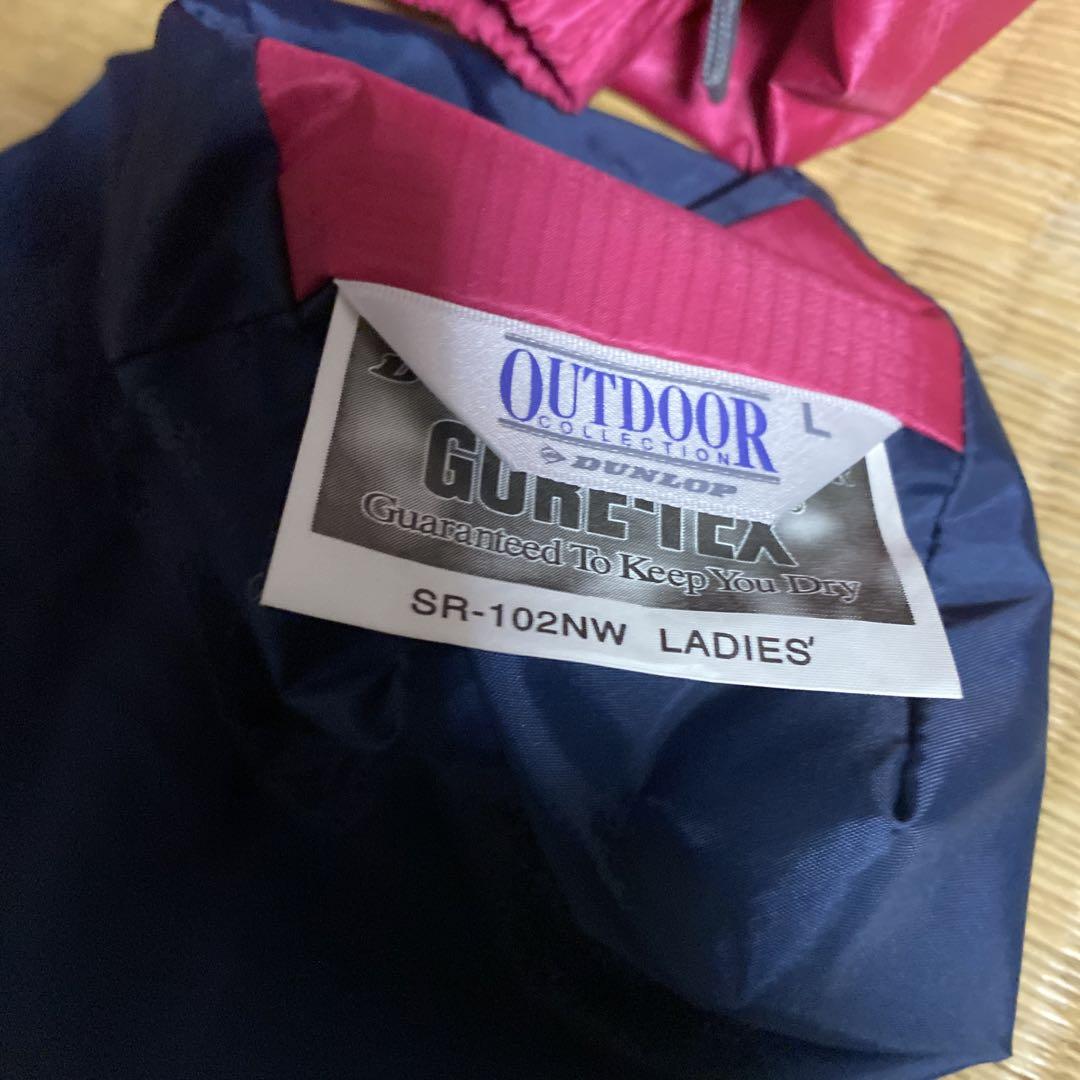 OUTDOOR L
COLLECTION
DUNLOP
GORE-TEX
Guaranteed To Keep You Dry
SR-102NW LADIES'